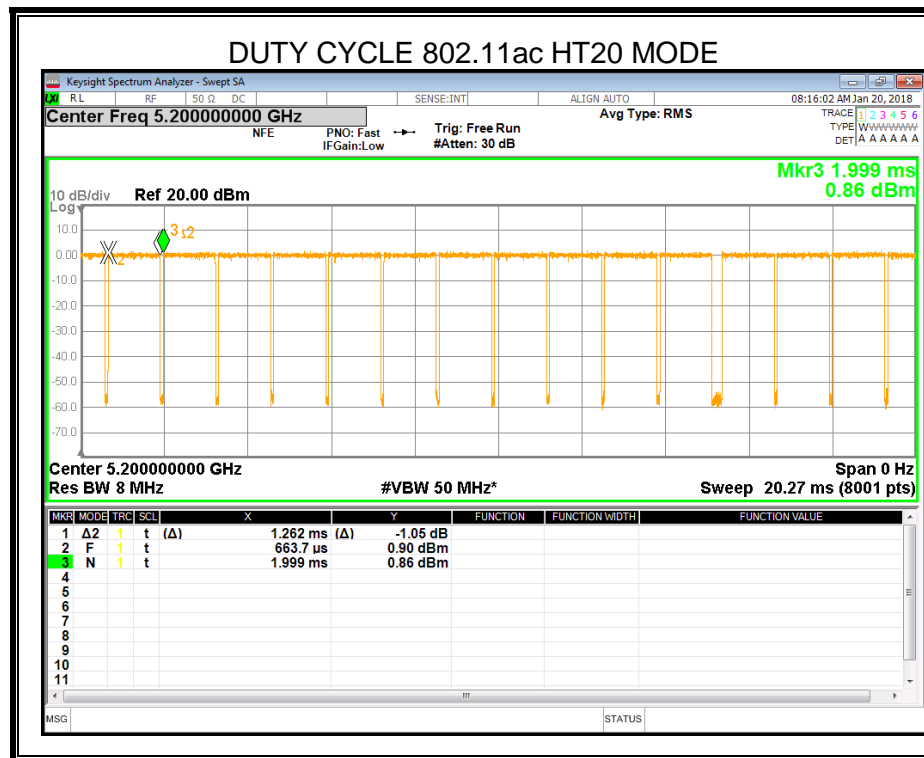 DUTY CYCLE 802.11ac HT20 MODE
Keysight Spectrum Analyzer - Swept SA
LXI RL RF 50 Ω DC SENSE:INT ALIGN AUTO 08:16:02 AM Jan 20, 2018
Center Freq 5.200000000 GHz Avg Type: RMS TRACE 1 2 3 4 5 6
NFE PNO: Fast Trig: Free Run TYPE WWWWWW
IFGain:Low #Atten: 30 dB DET A A A A A A
Mkr3 1.999 ms
0.86 dBm
10 dB/div Ref 20.00 dBm
Log
10.0
0.00
-10.0
-20.0
-30.0
-40.0
-50.0
-60.0
-70.0
2
3 Δ2
Center 5.200000000 GHz Span 0 Hz
Res BW 8 MHz #VBW 50 MHz* Sweep 20.27 ms (8001 pts)
MKR MODE TRC SCL X Y FUNCTION FUNCTION WIDTH FUNCTION VALUE
1 Δ2 1 t (Δ) 1.262 ms (Δ) -1.05 dB
2 F 1 t 663.7 µs 0.90 dBm
3 N 1 t 1.999 ms 0.86 dBm
4
5
6
7
8
9
10
11
MSG STATUS